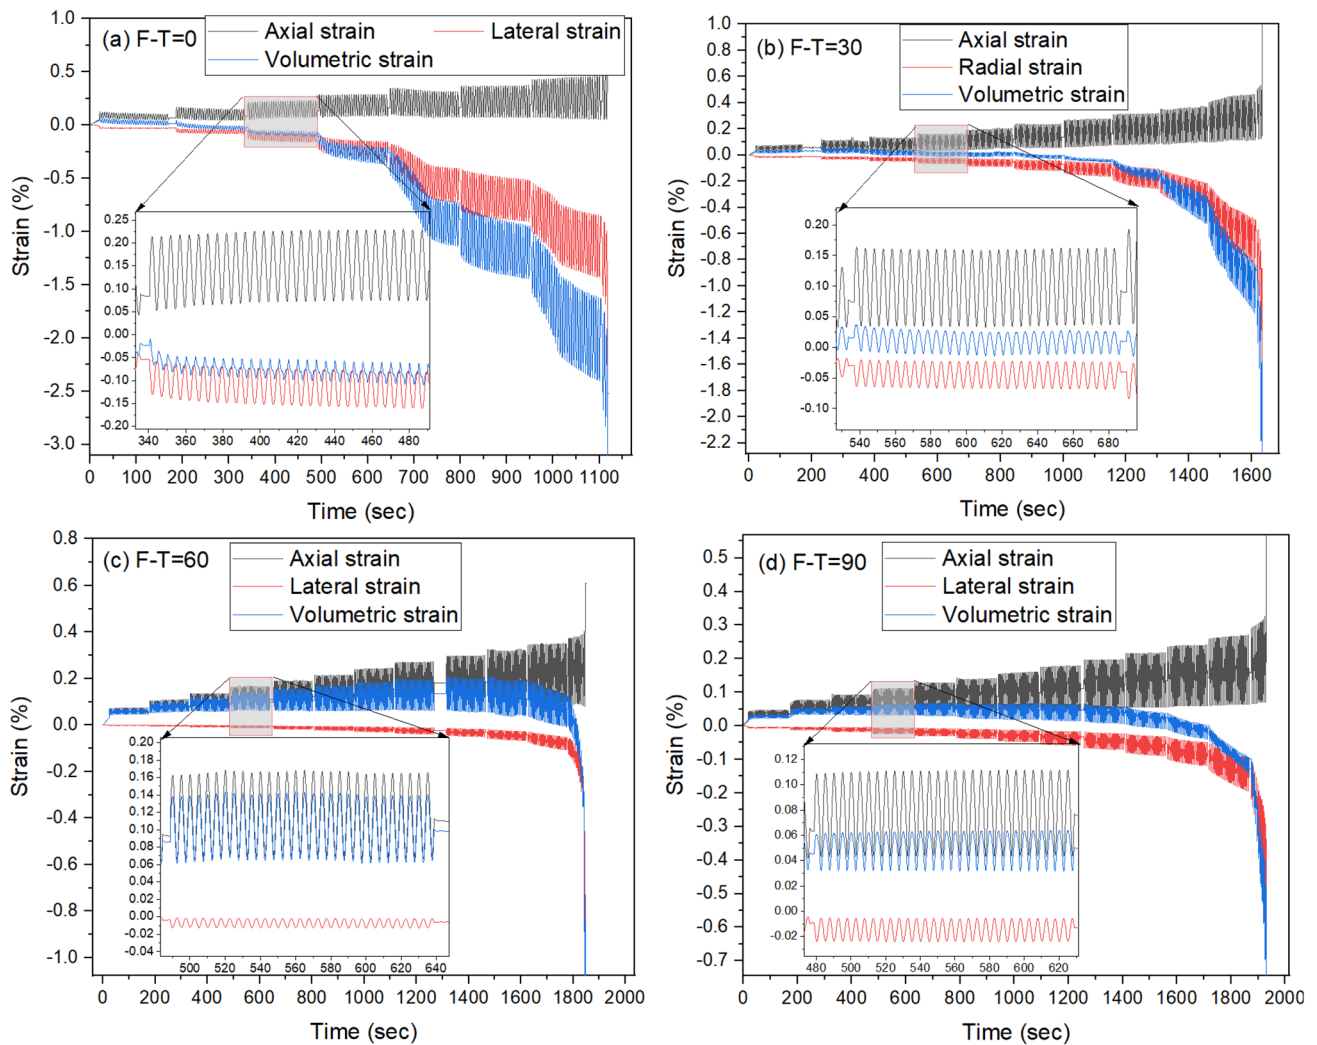 (a) F-T=0
Axial strain
Lateral strain
Volumetric strain
1.0
0.5
0.0
-0.5
-1.0
-1.5
-2.0
-2.5
-3.0
Strain (%)
0.25
0.20
0.15
0.10
0.05
0.00
-0.05
-0.10
-0.15
-0.20
340 360 380 400 420 440 460 480
0 100 200 300 400 500 600 700 800 900 1000 1100
Time (sec)
(b) F-T=30
Axial strain
Radial strain
Volumetric strain
1.0
0.8
0.6
0.4
0.2
0.0
-0.2
-0.4
-0.6
-0.8
-1.0
-1.2
-1.4
-1.6
-1.8
-2.0
-2.2
Strain (%)
0.20
0.15
0.10
0.05
0.00
-0.05
-0.10
540 560 580 600 620 640 660 680
0 200 400 600 800 1000 1200 1400 1600
Time (sec)
(c) F-T=60
Axial strain
Lateral strain
Volumetric strain
0.8
0.6
0.4
0.2
0.0
-0.2
-0.4
-0.6
-0.8
-1.0
Strain (%)
0.20
0.18
0.16
0.14
0.12
0.10
0.08
0.06
0.04
0.02
0.00
-0.02
-0.04
500 520 540 560 580 600 620 640
0 200 400 600 800 1000 1200 1400 1600 1800 2000
Time (sec)
(d) F-T=90
Axial strain
Lateral strain
Volumetric strain
0.5
0.4
0.3
0.2
0.1
0.0
-0.1
-0.2
-0.3
-0.4
-0.5
-0.6
-0.7
Strain (%)
0.12
0.10
0.08
0.06
0.04
0.02
0.00
-0.02
480 500 520 540 560 580 600 620
0 200 400 600 800 1000 1200 1400 1600 1800 2000
Time (sec)